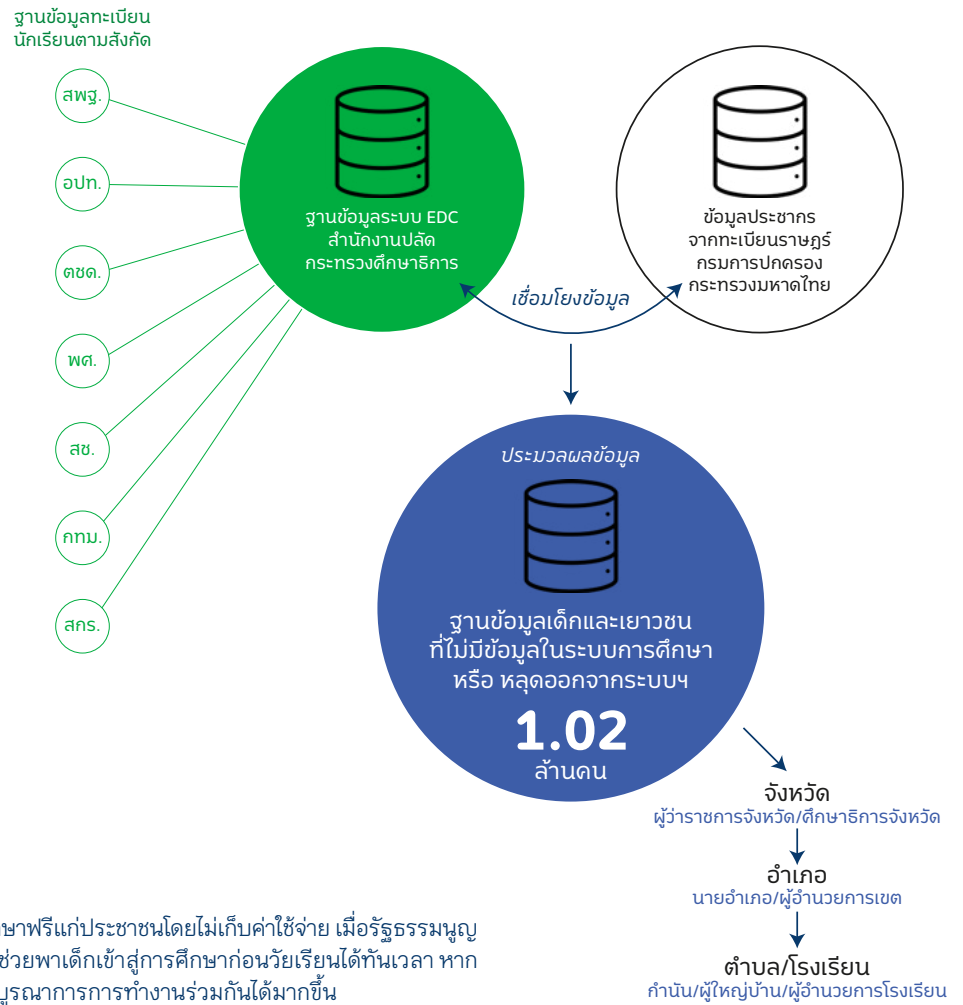 ฐานข้อมูลทะเบียน
นักเรียนตามสังกัด
สพฐ.
อปท.
ตชด.
พศ.
สช.
กทม.
สกร.
ฐานข้อมูลระบบ EDC
สำนักงานปลัด
กระทรวงศึกษาธิการ
ข้อมูลประชากร
จากทะเบียนราษฎร์
กรมการปกครอง
กระทรวงมหาดไทย
เชื่อมโยงข้อมูล
ประมวลผลข้อมูล
ฐานข้อมูลเด็กและเยาวชน
ที่ไม่มีข้อมูลในระบบการศึกษา
หรือ หลุดออกจากระบบฯ
1.02
ล้านคน
จังหวัด
ผู้ว่าราชการจังหวัด/ศึกษาธิการจังหวัด
อำเภอ
นายอำเภอ/ผู้อำนวยการเขต
ตำบล/โรงเรียน
กำนัน/ผู้ใหญ่บ้าน/ผู้อำนวยการโรงเรียน
ษาฟรีแก่ประชาชนโดยไม่เก็บค่าใช้จ่าย เมื่อรัฐธรรมนูญ
ช่วยพาเด็กเข้าสู่การศึกษาก่อนวัยเรียนได้ทันเวลา หาก
บูรณาการการทำงานร่วมกันได้มากขึ้น